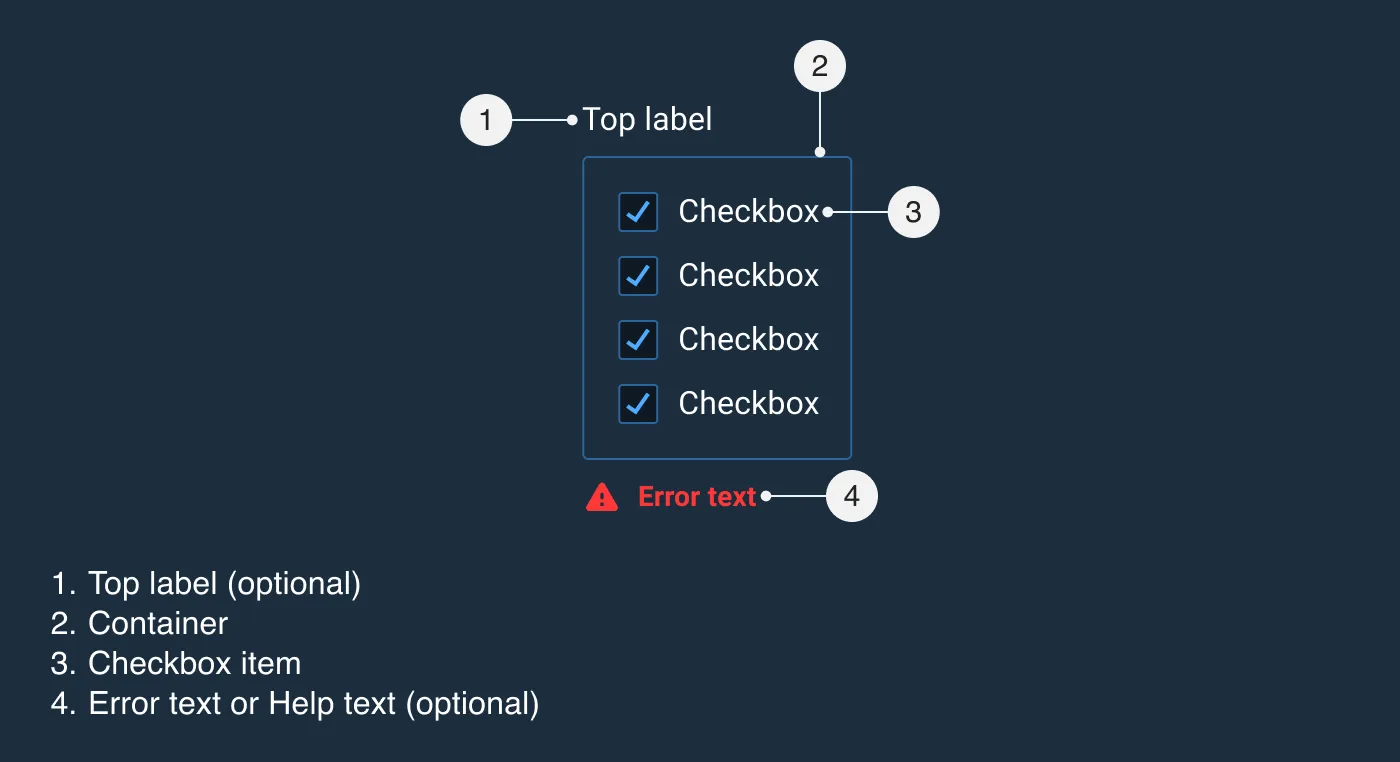 2
1
Top label
Checkbox
3
Checkbox
Checkbox
Checkbox
Error text
4
1. Top label (optional)
2. Container
3. Checkbox item
4. Error text or Help text (optional)